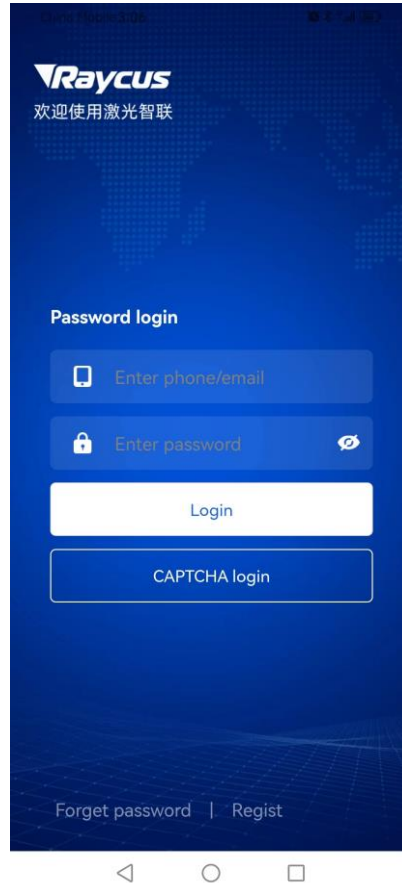 Raycus
欢迎使用激光智联
Password login
Enter phone/email
Enter password
Login
CAPTCHA login
Forget password | Regist